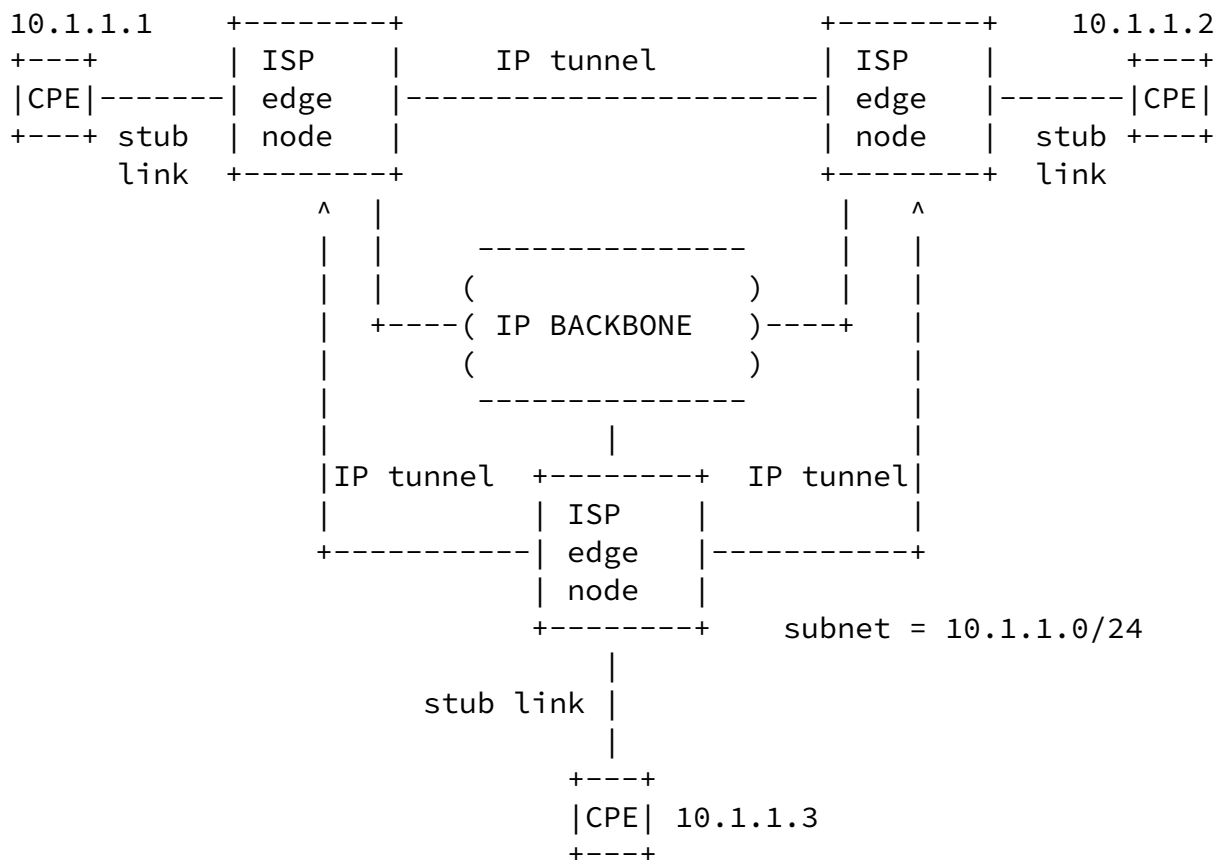 10.1.1.1 +--------+ +--------+ 10.1.1.2
+---+ | ISP | IP tunnel | ISP | +---+
|CPE|-------| edge |-----------------------| edge |-------|CPE|
+---+ stub | node | | node | stub +---+
link +--------+ +--------+ link
^ | | ^
| | --------------- | |
| | ( ) | |
| +----( IP BACKBONE )----+ |
| ( ) |
| --------------- |
| | |
|IP tunnel +--------+ IP tunnel|
| | ISP | |
+-----------| edge |-----------+
| node |
+--------+ subnet = 10.1.1.0/24
|
stub link |
|
+---+
|CPE| 10.1.1.3
+---+